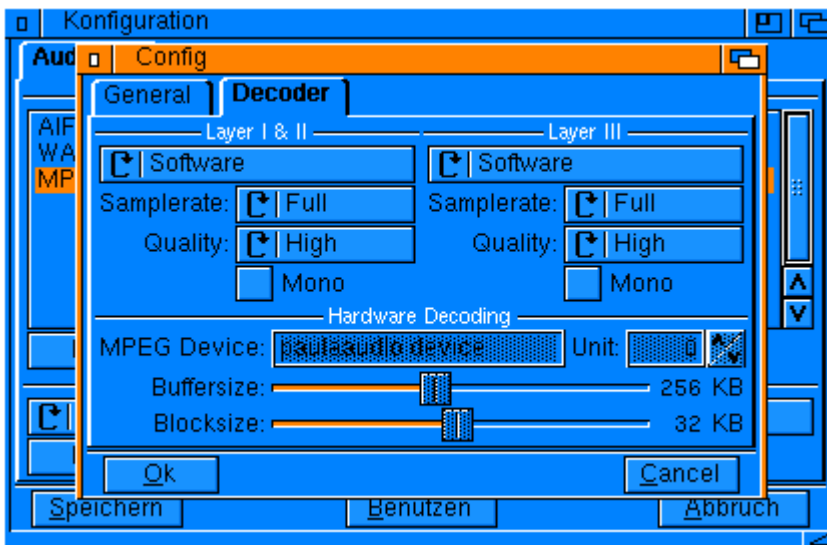 Konfiguration
Aud
Config
General
Decoder
AIF
WA
MP
Layer I & II
Layer III
Software
Software
Samplerate: Full
Samplerate: Full
Quality: High
Quality: High
Mono
Mono
Hardware Decoding
MPEG Device: paulaaudio.device Unit: 0
Buffersize: 256 KB
Blocksize: 32 KB
Ok
Cancel
Speichern
Benutzen
Abbruch